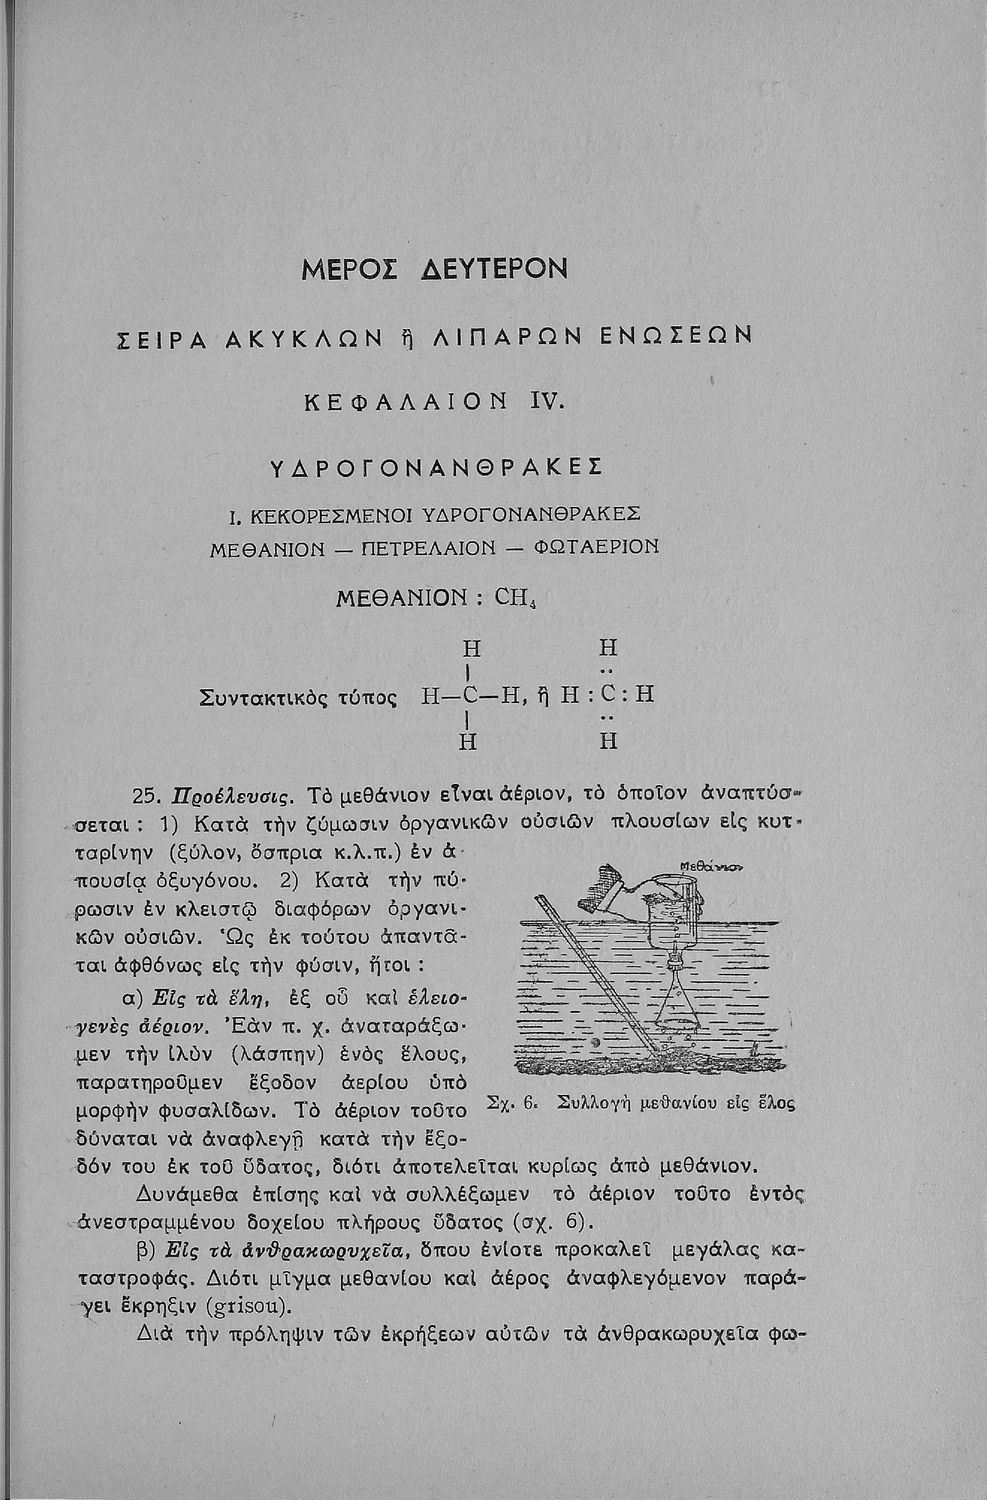 ΜΕΡΟΣ ΔΕΥΤΕΡΟΝ
ΣΕΙΡΑ ΑΚΥΚΛΩΝ ἢ ΛΙΠΑΡΩΝ ΕΝΩΣΕΩΝ
ΚΕΦΑΛΑΙΟΝ IV.
ΥΔΡΟΓΟΝΑΝΘΡΑΚΕΣ
I. ΚΕΚΟΡΕΣΜΕΝΟΙ ΥΔΡΟΓΟΝΑΝΘΡΑΚΕΣ
ΜΕΘΑΝΙΟΝ — ΠΕΤΡΕΛΑΙΟΝ — ΦΩΤΑΕΡΙΟΝ
ΜΕΘΑΝΙΟΝ : CH₄
H H
| ··
Συντακτικὸς τύπος H—C—H, ἢ H : C : H
| ··
H H
25. Προέλευσις. Τὸ μεθάνιον εἶναι ἀέριον, τὸ ὁποῖον ἀναπτύσ-
σεται : 1) Κατὰ τὴν ζύμωσιν ὀργανικῶν οὐσιῶν πλουσίων εἰς κυτ-
ταρίνην (ξύλον, ὄσπρια κ.λ.π.) ἐν ἀ-
πουσίᾳ ὀξυγόνου. 2) Κατὰ τὴν πύ-
ρωσιν ἐν κλειστῷ διαφόρων ὀργανι-
κῶν οὐσιῶν. Ὡς ἐκ τούτου ἀπαντᾶ-
ται ἀφθόνως εἰς τὴν φύσιν, ἤτοι :
α) Εἰς τὰ ἕλη, ἐξ οὗ καὶ ἑλειο-
γενὲς ἀέριον. Ἐὰν π. χ. ἀναταράξω-
μεν τὴν ἰλὺν (λάσπην) ἑνὸς ἕλους,
παρατηροῦμεν ἔξοδον ἀερίου ὑπὸ
μορφὴν φυσαλίδων. Τὸ ἀέριον τοῦτο
δύναται νὰ ἀναφλεγῇ κατὰ τὴν ἔξο-
δόν του ἐκ τοῦ ὕδατος, διότι ἀποτελεῖται κυρίως ἀπὸ μεθάνιον.
Μεθάνιον
Σχ. 6. Συλλογὴ μεθανίου εἰς ἕλος
Δυνάμεθα ἐπίσης καὶ νὰ συλλέξωμεν τὸ ἀέριον τοῦτο ἐντὸς
ἀνεστραμμένου δοχείου πλήρους ὕδατος (σχ. 6).
β) Εἰς τὰ ἀνθρακωρυχεῖα, ὅπου ἐνίοτε προκαλεῖ μεγάλας κα-
ταστροφάς. Διότι μῖγμα μεθανίου καὶ ἀέρος ἀναφλεγόμενον παρά-
γει ἔκρηξιν (grisou).
Διὰ τὴν πρόληψιν τῶν ἐκρήξεων αὐτῶν τὰ ἀνθρακωρυχεῖα φω-